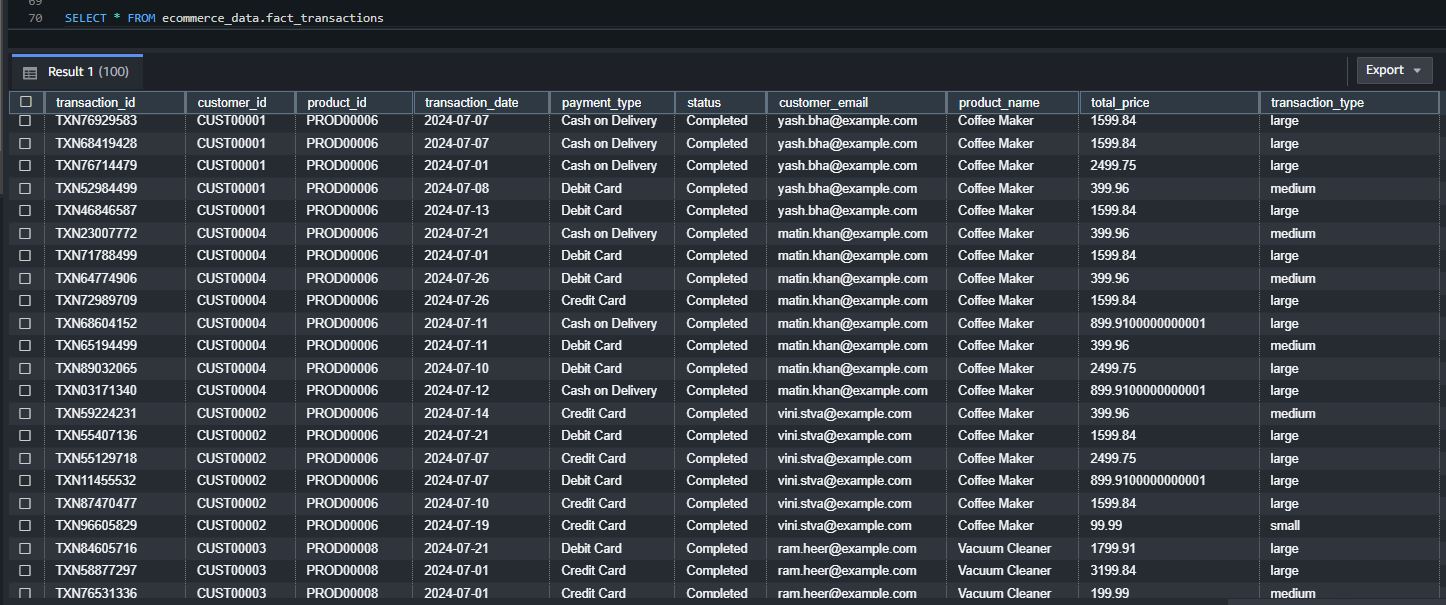 69
70 SELECT * FROM ecommerce_data.fact_transactions
Result 1 (100)
Export
transaction_id customer_id product_id transaction_date payment_type status customer_email product_name total_price transaction_type
TXN76929583 CUST00001 PROD00006 2024-07-07 Cash on Delivery Completed yash.bha@example.com Coffee Maker 1599.84 large
TXN68419428 CUST00001 PROD00006 2024-07-07 Cash on Delivery Completed yash.bha@example.com Coffee Maker 1599.84 large
TXN76714479 CUST00001 PROD00006 2024-07-01 Cash on Delivery Completed yash.bha@example.com Coffee Maker 2499.75 large
TXN52984499 CUST00001 PROD00006 2024-07-08 Debit Card Completed yash.bha@example.com Coffee Maker 399.96 medium
TXN46846587 CUST00001 PROD00006 2024-07-13 Debit Card Completed yash.bha@example.com Coffee Maker 1599.84 large
TXN23007772 CUST00004 PROD00006 2024-07-21 Cash on Delivery Completed matin.khan@example.com Coffee Maker 399.96 medium
TXN71788499 CUST00004 PROD00006 2024-07-01 Debit Card Completed matin.khan@example.com Coffee Maker 1599.84 large
TXN64774906 CUST00004 PROD00006 2024-07-26 Debit Card Completed matin.khan@example.com Coffee Maker 399.96 medium
TXN72989709 CUST00004 PROD00006 2024-07-26 Credit Card Completed matin.khan@example.com Coffee Maker 1599.84 large
TXN68604152 CUST00004 PROD00006 2024-07-11 Cash on Delivery Completed matin.khan@example.com Coffee Maker 899.9100000000001 large
TXN65194499 CUST00004 PROD00006 2024-07-11 Debit Card Completed matin.khan@example.com Coffee Maker 399.96 medium
TXN89032065 CUST00004 PROD00006 2024-07-10 Debit Card Completed matin.khan@example.com Coffee Maker 2499.75 large
TXN03171340 CUST00004 PROD00006 2024-07-12 Cash on Delivery Completed matin.khan@example.com Coffee Maker 899.9100000000001 large
TXN59224231 CUST00002 PROD00006 2024-07-14 Credit Card Completed vini.stva@example.com Coffee Maker 399.96 medium
TXN55407136 CUST00002 PROD00006 2024-07-21 Debit Card Completed vini.stva@example.com Coffee Maker 1599.84 large
TXN55129718 CUST00002 PROD00006 2024-07-07 Credit Card Completed vini.stva@example.com Coffee Maker 2499.75 large
TXN11455532 CUST00002 PROD00006 2024-07-07 Debit Card Completed vini.stva@example.com Coffee Maker 899.9100000000001 large
TXN87470477 CUST00002 PROD00006 2024-07-10 Credit Card Completed vini.stva@example.com Coffee Maker 1599.84 large
TXN96605829 CUST00002 PROD00006 2024-07-19 Credit Card Completed vini.stva@example.com Coffee Maker 99.99 small
TXN84605716 CUST00003 PROD00008 2024-07-21 Debit Card Completed ram.heer@example.com Vacuum Cleaner 1799.91 large
TXN58877297 CUST00003 PROD00008 2024-07-01 Credit Card Completed ram.heer@example.com Vacuum Cleaner 3199.84 large
TXN76531336 CUST00003 PROD00008 2024-07-01 Credit Card Completed ram.heer@example.com Vacuum Cleaner 199.99 medium